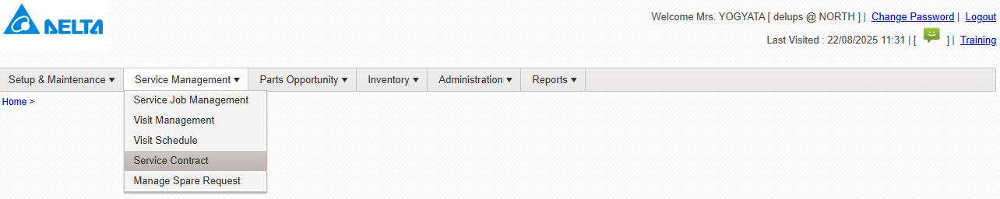 DELTA
Welcome Mrs. YOGYATA [ delups @ NORTH ] | Change Password | Logout
Last Visited : 22/08/2025 11:31 | [ ] | Training
Setup & Maintenance Service Management Parts Opportunity Inventory Administration Reports
Home >
Service Job Management
Visit Management
Visit Schedule
Service Contract
Manage Spare Request